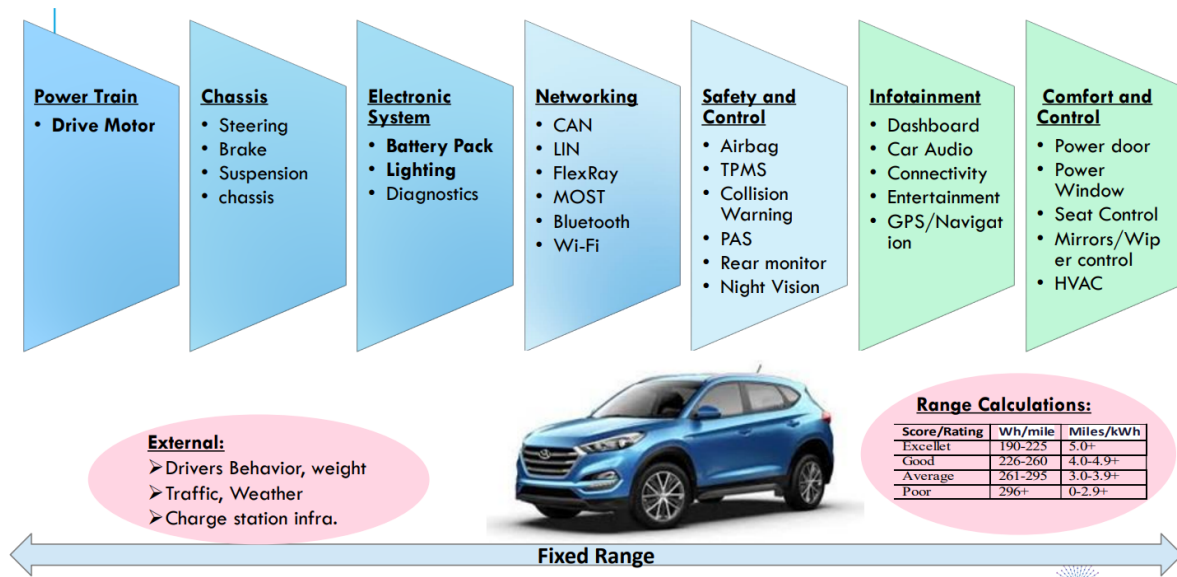 Power Train
• Drive Motor
Chassis
• Steering
• Brake
• Suspension
• chassis
Electronic
System
• Battery Pack
• Lighting
• Diagnostics
Networking
• CAN
• LIN
• FlexRay
• MOST
• Bluetooth
• Wi-Fi
Safety and
Control
• Airbag
• TPMS
• Collision
Warning
• PAS
• Rear monitor
• Night Vision
Infotainment
• Dashboard
• Car Audio
• Connectivity
• Entertainment
• GPS/Navigat
ion
Comfort and
Control
• Power door
• Power
Window
• Seat Control
• Mirrors/Wip
er control
• HVAC
External:
➢Drivers Behavior, weight
➢Traffic, Weather
➢Charge station infra.
Range Calculations:
Score/Rating Wh/mile Miles/kWh
Excellet 190-225 5.0+
Good 226-260 4.0-4.9+
Average 261-295 3.0-3.9+
Poor 296+ 0-2.9+
Fixed Range